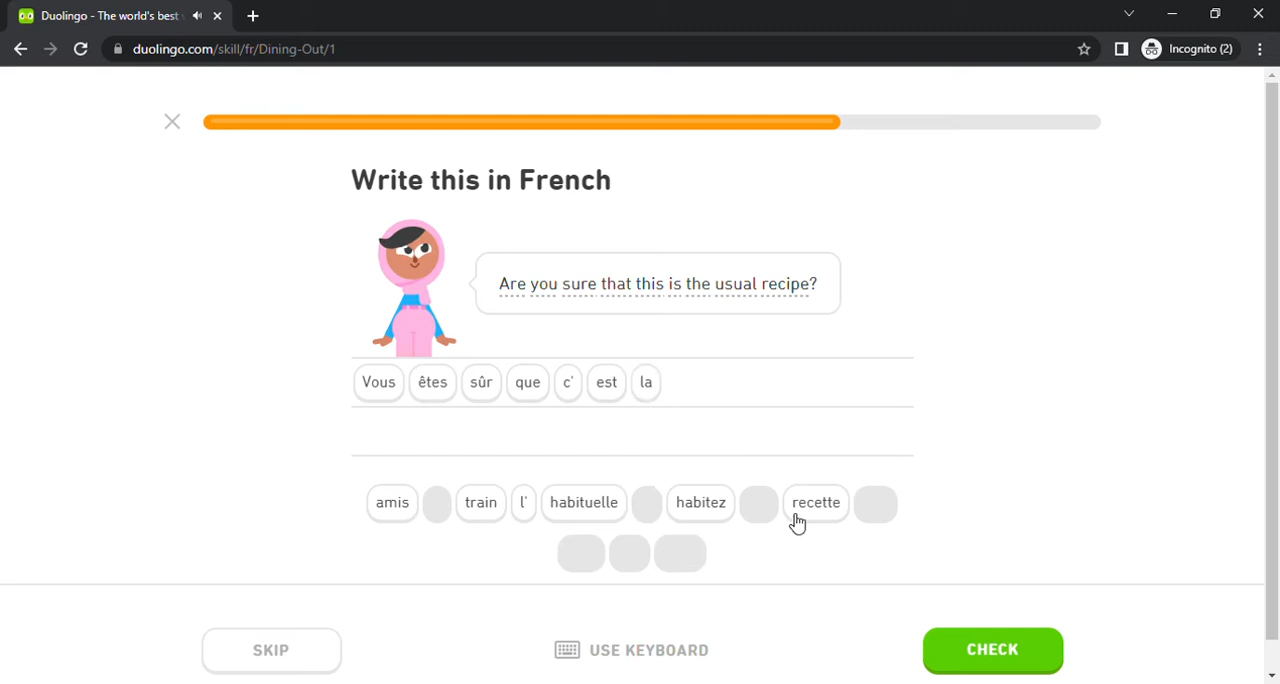 Duolingo - The world's best
duolingo.com/skill/fr/Dining-Out/1
Incognito (2)
Write this in French
Are you sure that this is the usual recipe?
Vous êtes sûr que c' est la
amis train l' habituelle habitez recette
SKIP USE KEYBOARD CHECK